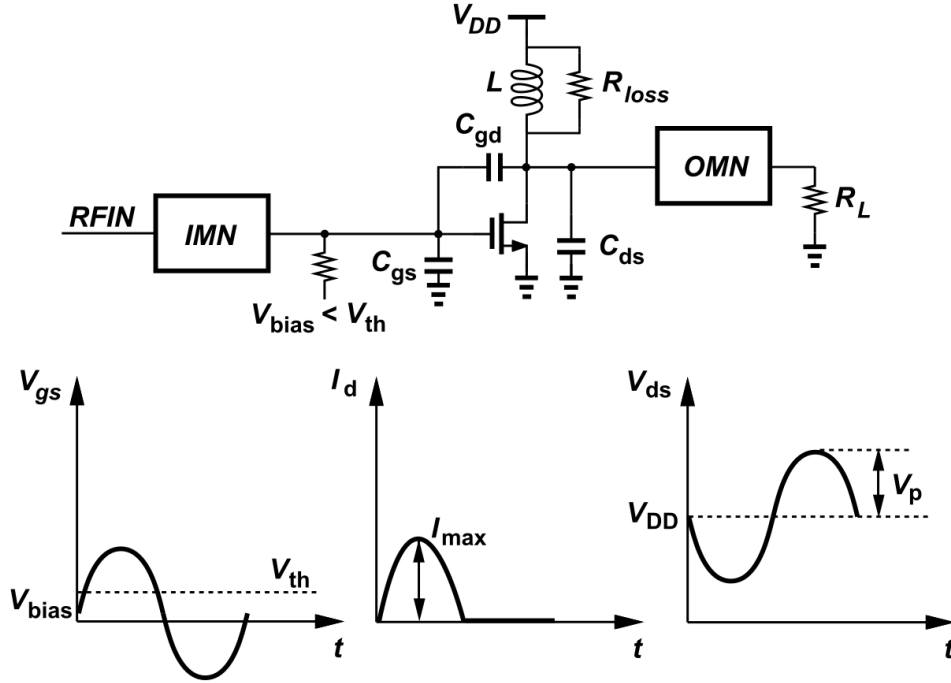 VDD
L
Rloss
Cgd
OMN
RFIN
IMN
RL
Cgs
Cds
Vbias < Vth
Vgs
Id
Vds
Imax
Vp
VDD
Vth
Vbias
t
t
t